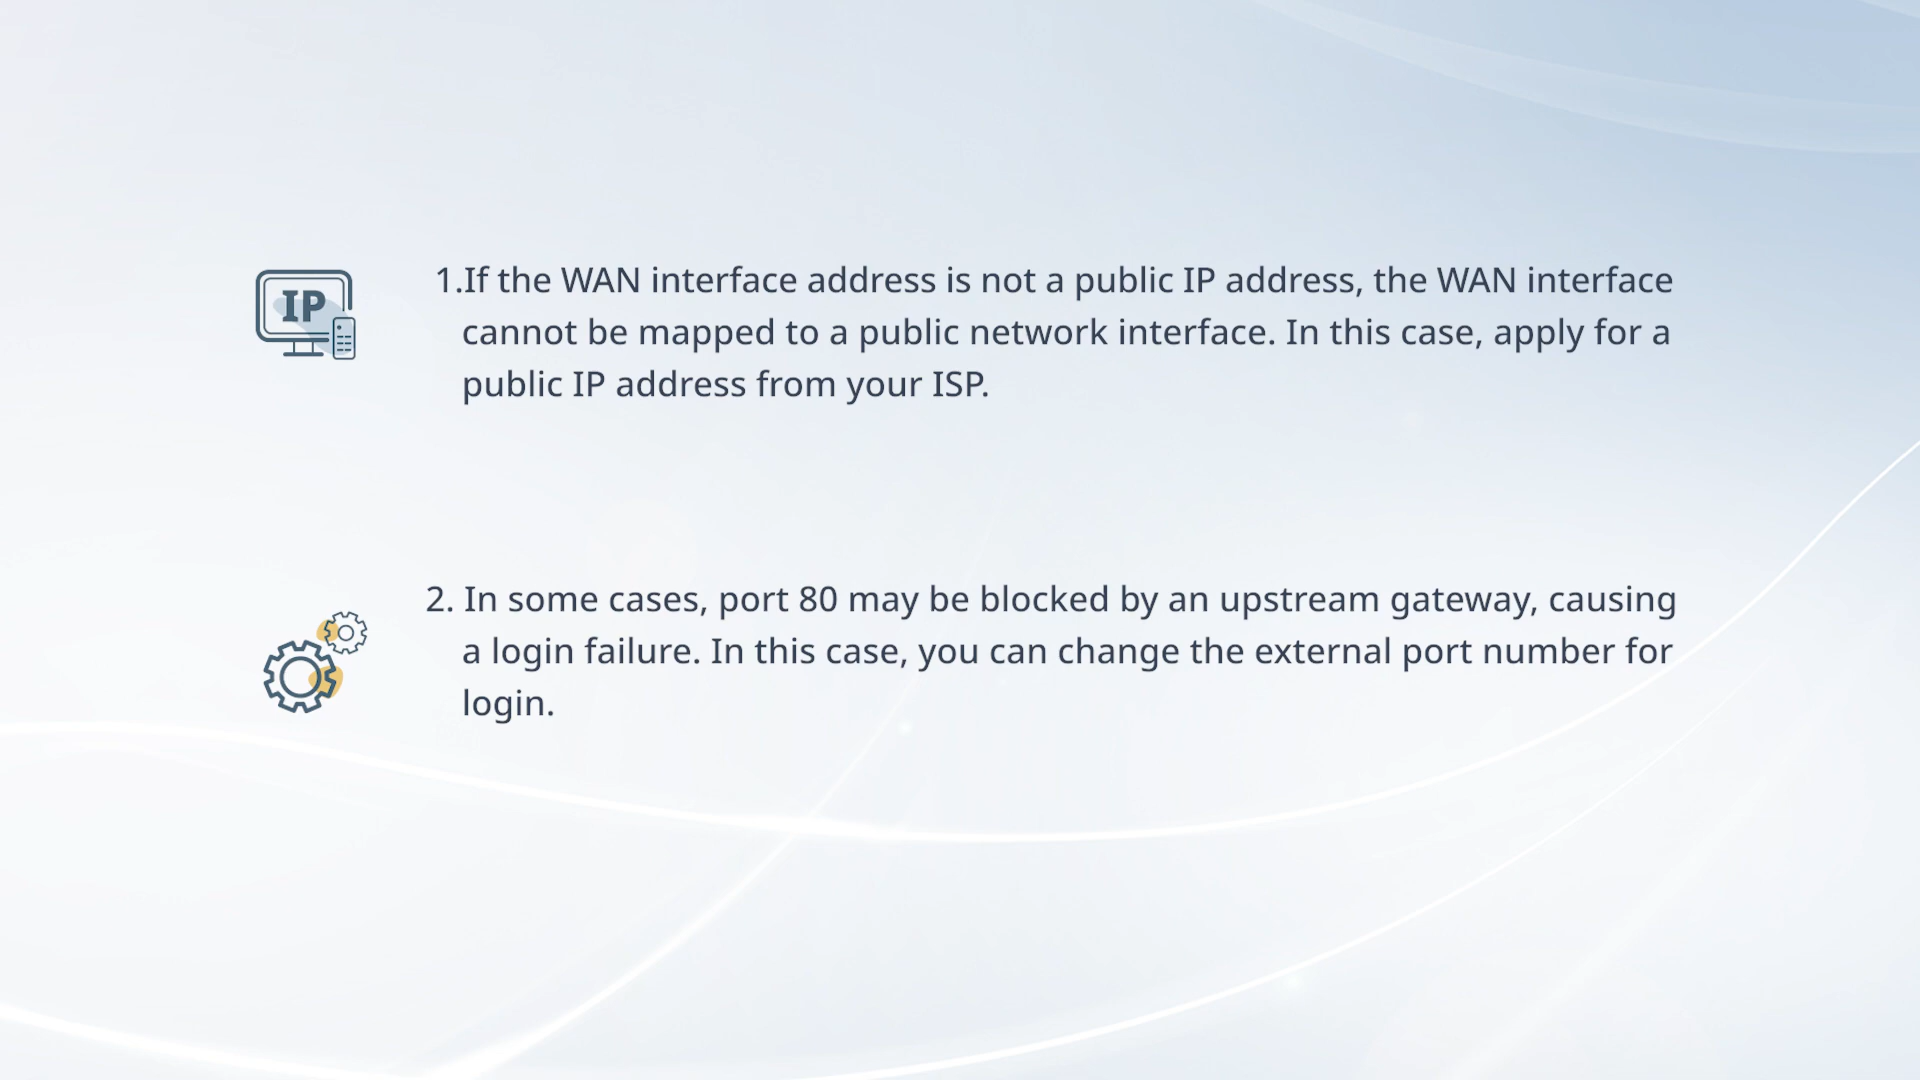 IP
1.If the WAN interface address is not a public IP address, the WAN interface
cannot be mapped to a public network interface. In this case, apply for a
public IP address from your ISP.
2. In some cases, port 80 may be blocked by an upstream gateway, causing
a login failure. In this case, you can change the external port number for
login.